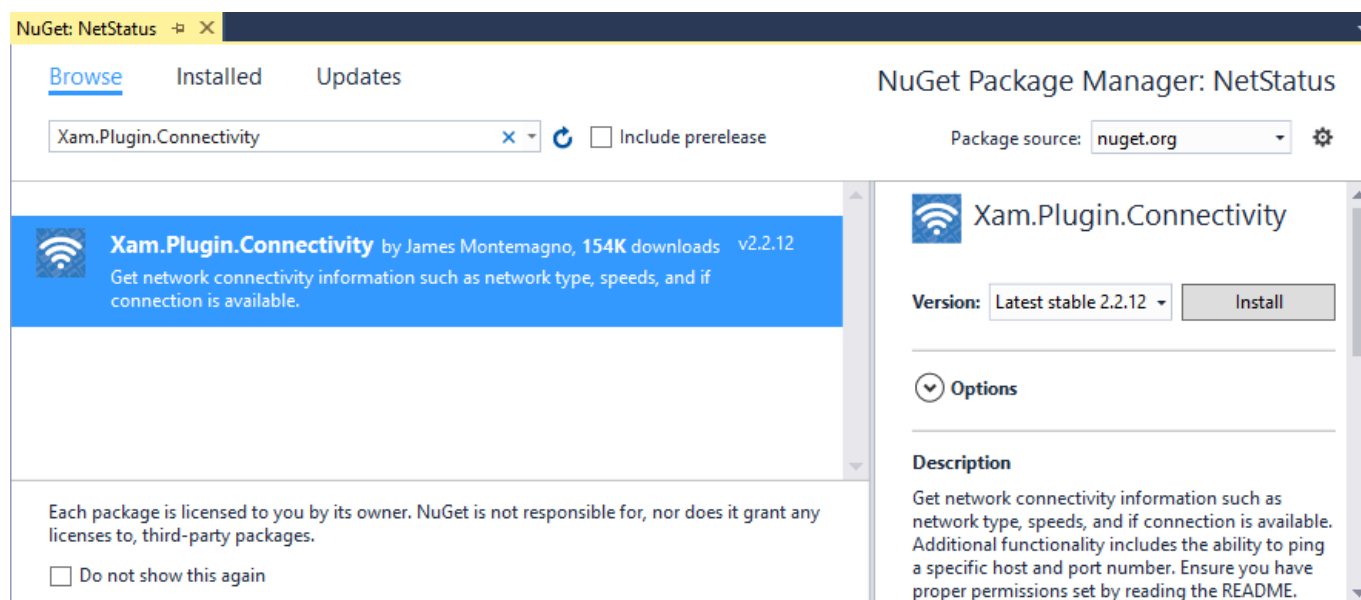 NuGet: NetStatus
Browse Installed Updates
NuGet Package Manager: NetStatus
Xam.Plugin.Connectivity
Include prerelease
Package source: nuget.org
Xam.Plugin.Connectivity by James Montemagno, 154K downloads v2.2.12
Get network connectivity information such as network type, speeds, and if
connection is available.
Each package is licensed to you by its owner. NuGet is not responsible for, nor does it grant any
licenses to, third-party packages.
Do not show this again
Xam.Plugin.Connectivity
Version: Latest stable 2.2.12 Install
Options
Description
Get network connectivity information such as
network type, speeds, and if connection is available.
Additional functionality includes the ability to ping
a specific host and port number. Ensure you have
proper permissions set by reading the README.